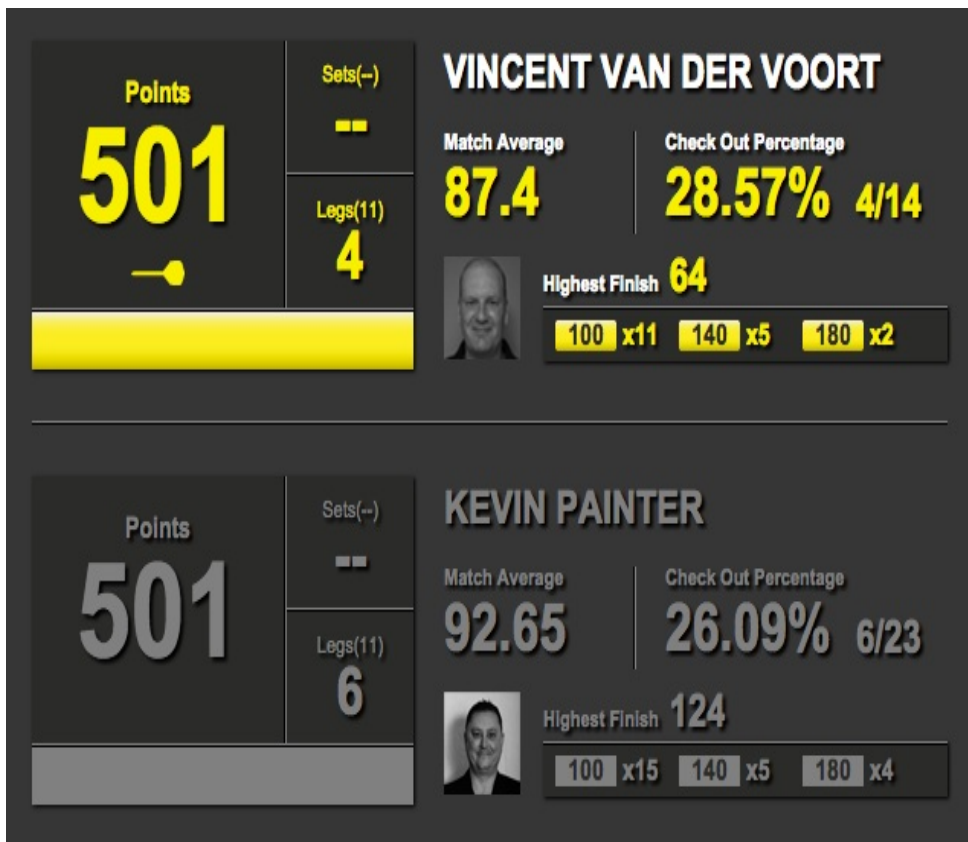 VINCENT VAN DER VOORT
Points
501
Sets(--)
--
Legs(11)
4
Match Average
87.4
Check Out Percentage
28.57% 4/14
Highest Finish 64
100 x11 140 x5 180 x2
KEVIN PAINTER
Points
501
Sets(--)
--
Legs(11)
6
Match Average
92.65
Check Out Percentage
26.09% 6/23
Highest Finish 124
100 x15 140 x5 180 x4